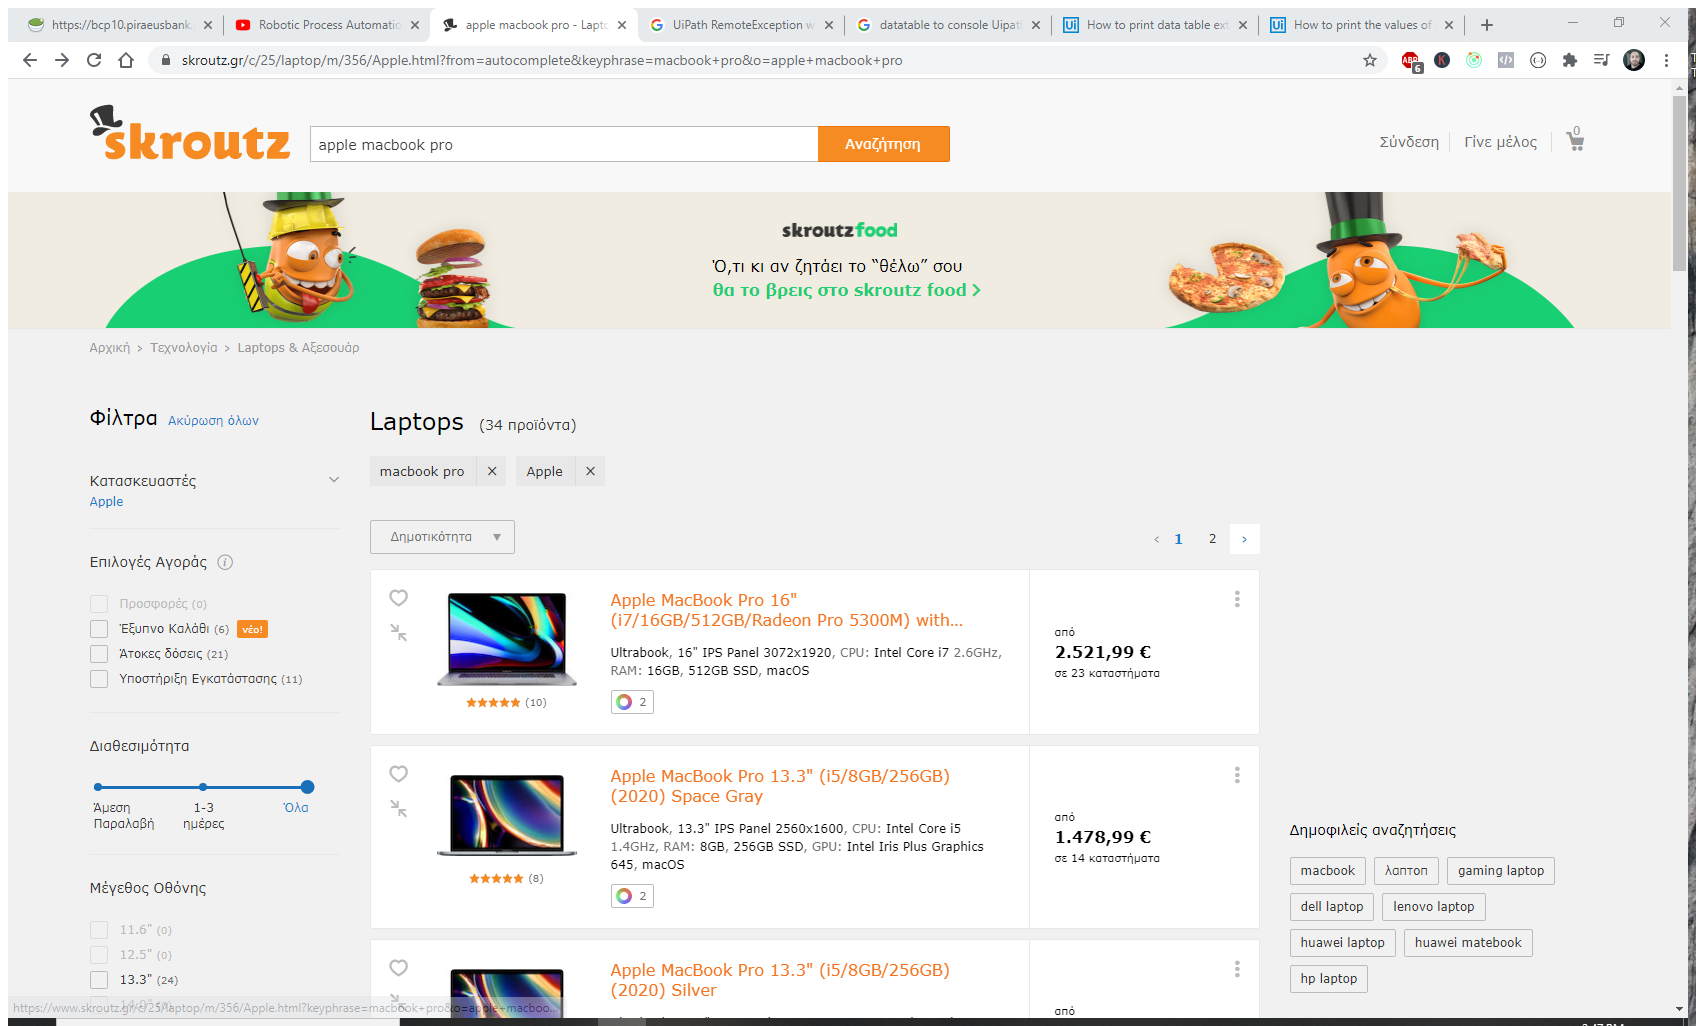 https://bcp10.piraeusbank.
Robotic Process Automatio
apple macbook pro - Lapto
UiPath RemoteException w
datatable to console Uipath
How to print data table ext
How to print the values of
skroutz.gr/c/25/laptop/m/356/Apple.html?from=autocomplete&keyphrase=macbook+pro&o=apple+macbook+pro
ABP
6
K
skroutz
apple macbook pro
Αναζήτηση
Σύνδεση
Γίνε μέλος
0
skroutz food
Ό,τι κι αν ζητάει το “θέλω” σου
θα το βρεις στο skroutz food >
Αρχική > Τεχνολογία > Laptops & Αξεσουάρ
Φίλτρα Ακύρωση όλων
Κατασκευαστές
Apple
Επιλογές Αγοράς i
Προσφορές (0)
Έξυπνο Καλάθι (6) νέο!
Άτοκες δόσεις (21)
Υποστήριξη Εγκατάστασης (11)
Διαθεσιμότητα
Άμεση Παραλαβή
1-3 ημέρες
Όλα
Μέγεθος Οθόνης
11.6" (0)
12.5" (0)
13.3" (24)
14.0" (0)
Laptops (34 προϊόντα)
macbook pro ×
Apple ×
Δημοτικότητα
< 1 2 >
Apple MacBook Pro 16"
(i7/16GB/512GB/Radeon Pro 5300M) with...
Ultrabook, 16" IPS Panel 3072x1920, CPU: Intel Core i7 2.6GHz,
RAM: 16GB, 512GB SSD, macOS
(10)
2
από
2.521,99 €
σε 23 καταστήματα
Apple MacBook Pro 13.3" (i5/8GB/256GB)
(2020) Space Gray
Ultrabook, 13.3" IPS Panel 2560x1600, CPU: Intel Core i5
1.4GHz, RAM: 8GB, 256GB SSD, GPU: Intel Iris Plus Graphics
645, macOS
(8)
2
από
1.478,99 €
σε 14 καταστήματα
Apple MacBook Pro 13.3" (i5/8GB/256GB)
(2020) Silver
από
Δημοφιλείς αναζητήσεις
macbook
λαπτοπ
gaming laptop
dell laptop
lenovo laptop
huawei laptop
huawei matebook
hp laptop
https://www.skroutz.gr/c/25/laptop/m/356/Apple.html?keyphrase=macbook+pro&o=apple+macboo...